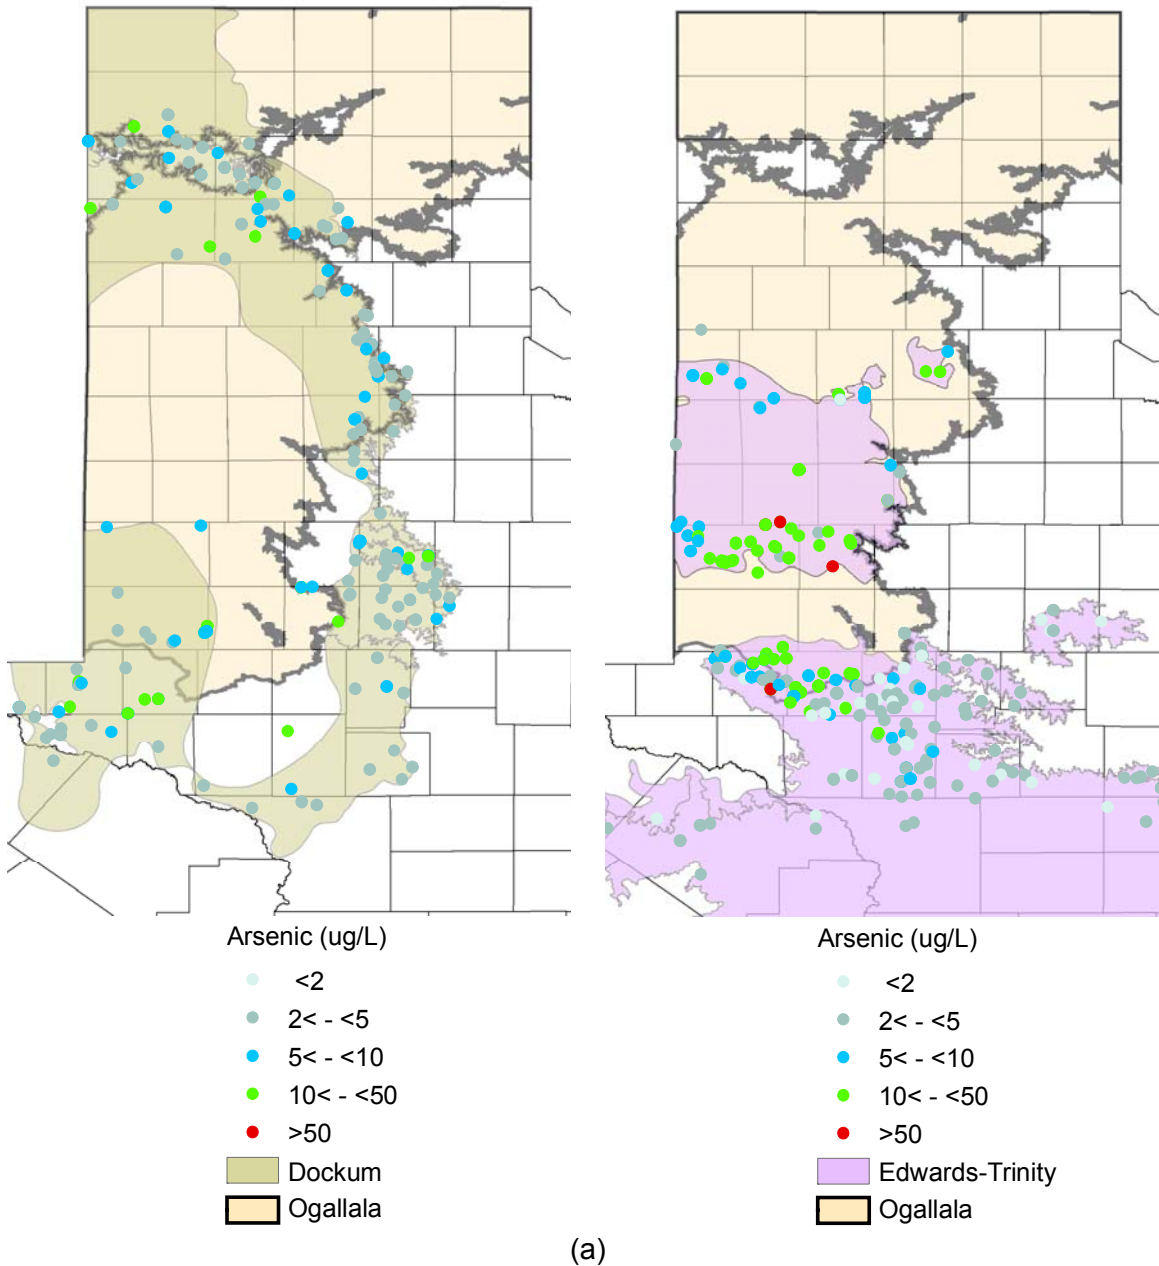 Arsenic (ug/L)
<2
2< - <5
5< - <10
10< - <50
>50
Dockum
Ogallala
Arsenic (ug/L)
<2
2< - <5
5< - <10
10< - <50
>50
Edwards-Trinity
Ogallala
(a)